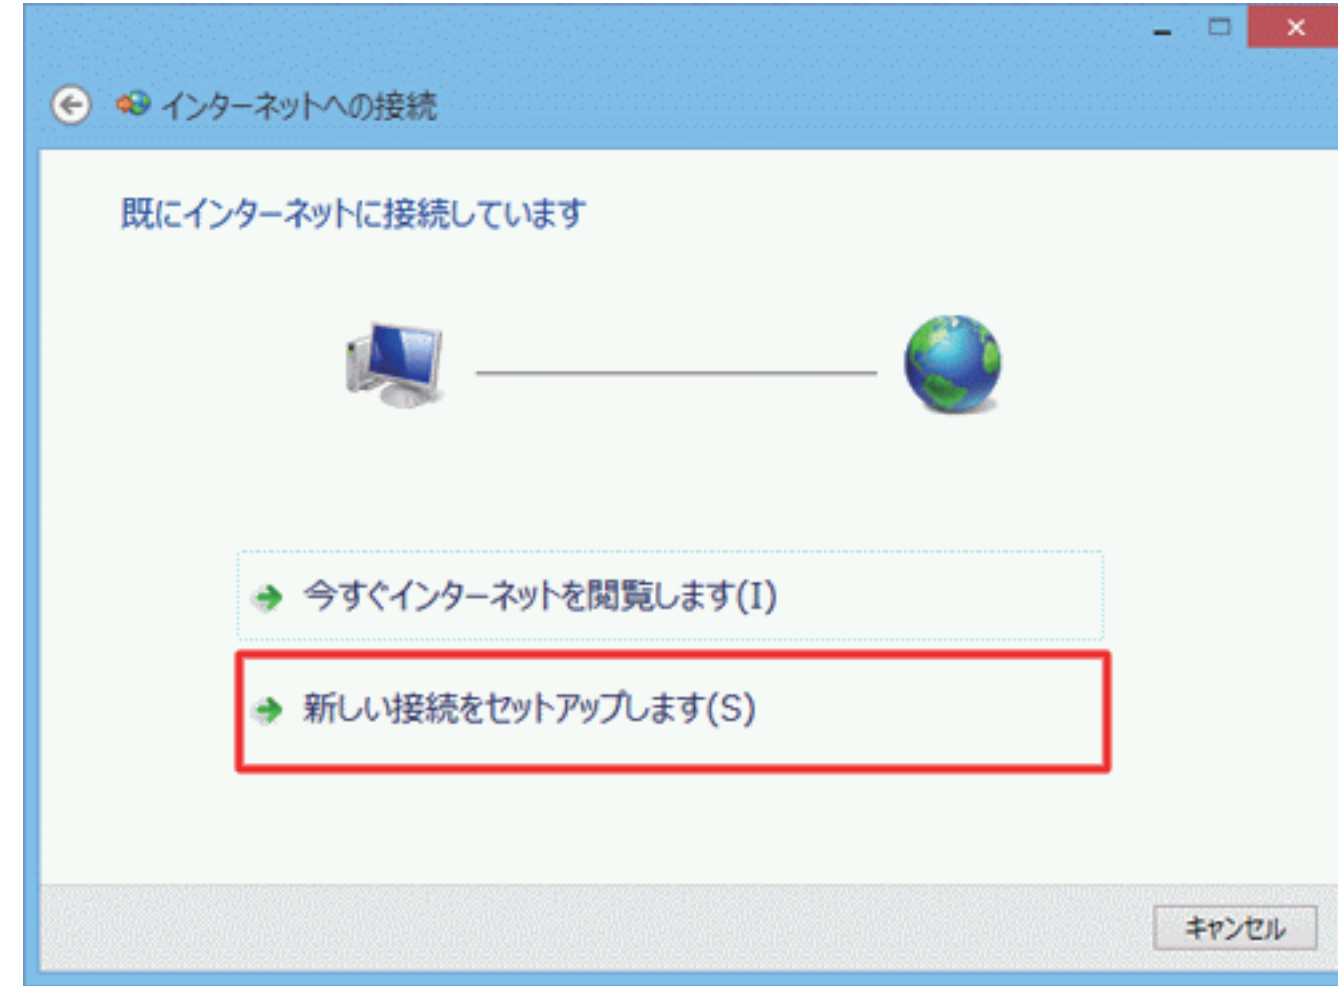 インターネットへの接続
既にインターネットに接続しています
今すぐインターネットを閲覧します(I)
新しい接続をセットアップします(S)
キャンセル